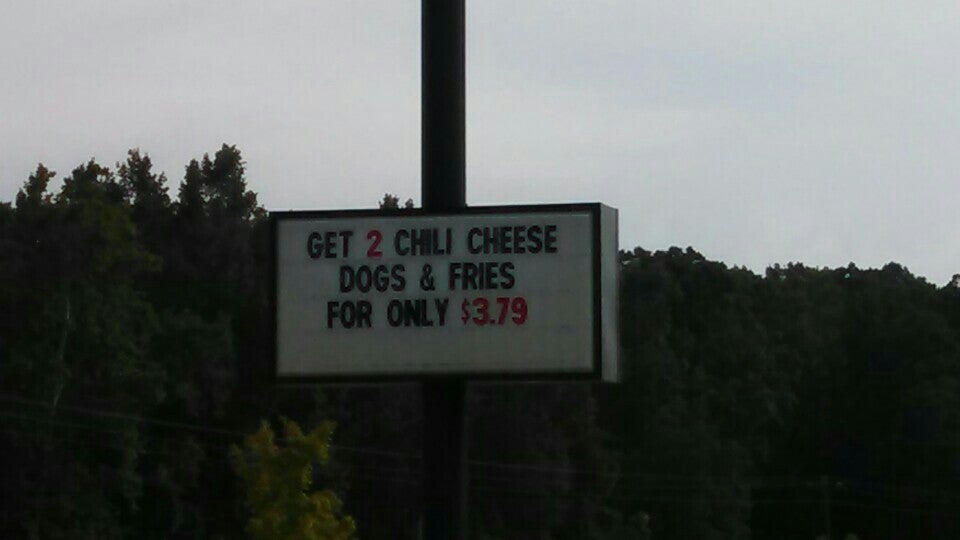 GET 2 CHILI CHEESE
DOGS & FRIES
FOR ONLY $3.79